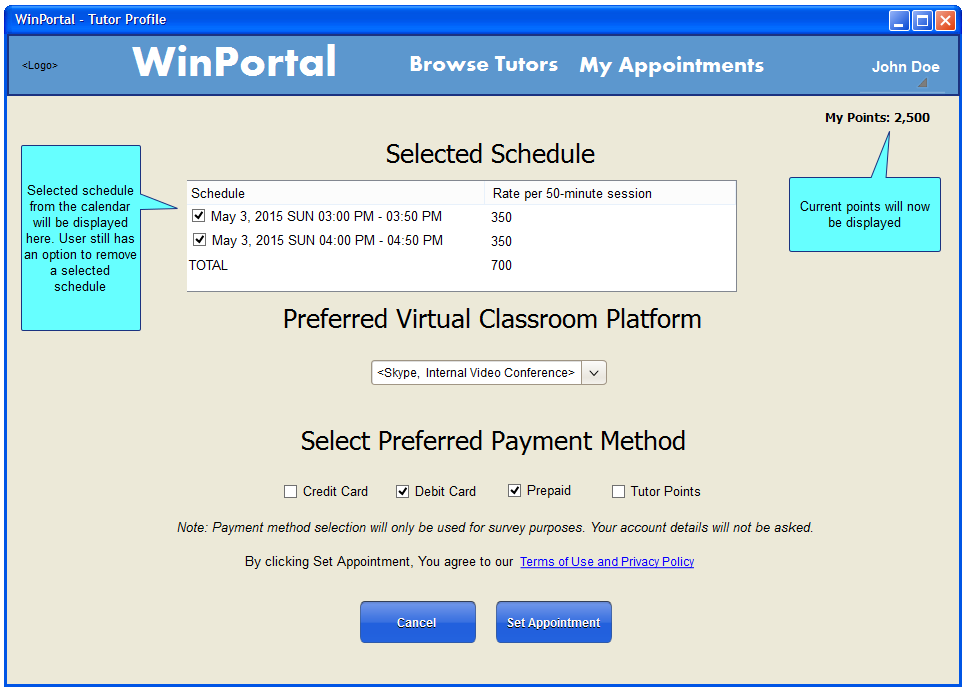 WinPortal - Tutor Profile
<Logo>
WinPortal
Browse Tutors
My Appointments
John Doe
My Points: 2,500
Selected schedule
from the calendar
will be displayed
here. User still has
an option to remove
a selected
schedule
Current points will now
be displayed
Selected Schedule
Schedule Rate per 50-minute session
May 3, 2015 SUN 03:00 PM - 03:50 PM 350
May 3, 2015 SUN 04:00 PM - 04:50 PM 350
TOTAL 700
Preferred Virtual Classroom Platform
<Skype, Internal Video Conference>
Select Preferred Payment Method
Credit Card Debit Card Prepaid Tutor Points
Note: Payment method selection will only be used for survey purposes. Your account details will not be asked.
By clicking Set Appointment, You agree to our Terms of Use and Privacy Policy
Cancel Set Appointment